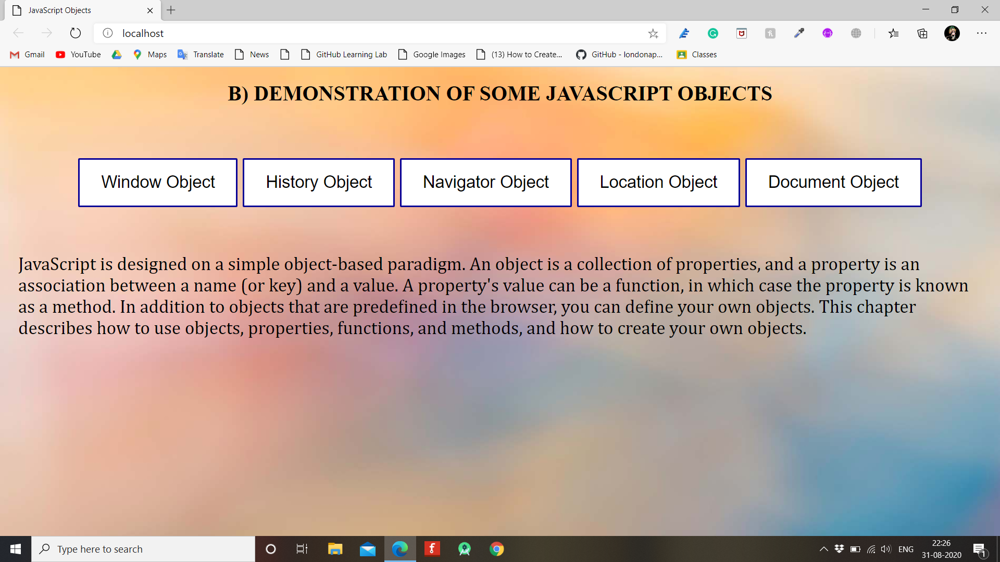 JavaScript Objects
localhost
Gmail YouTube Maps Translate News GitHub Learning Lab Google Images (13) How to Create... GitHub - londonap... Classes
B) DEMONSTRATION OF SOME JAVASCRIPT OBJECTS
Window Object History Object Navigator Object Location Object Document Object
JavaScript is designed on a simple object-based paradigm. An object is a collection of properties, and a property is an
association between a name (or key) and a value. A property's value can be a function, in which case the property is known
as a method. In addition to objects that are predefined in the browser, you can define your own objects. This chapter
describes how to use objects, properties, functions, and methods, and how to create your own objects.
Type here to search
ENG
22:26
31-08-2020
1